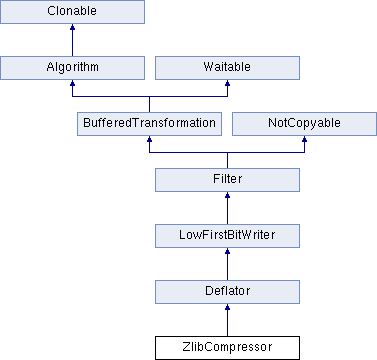 Clonable
Algorithm
Waitable
BufferedTransformation
NotCopyable
Filter
LowFirstBitWriter
Deflator
ZlibCompressor